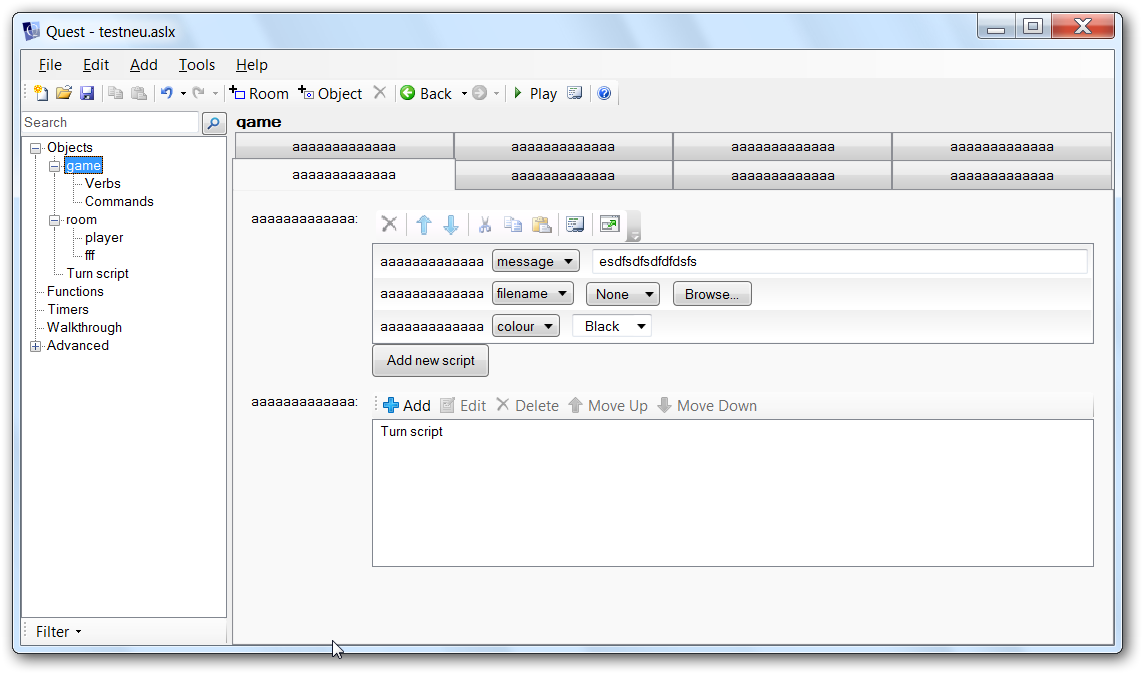 Quest - testneu.aslx
File Edit Add Tools Help
Room Object Back Play
Search
game
Objects
game
Verbs
Commands
room
player
fff
Turn script
Functions
Timers
Walkthrough
Advanced
Filter
aaaaaaaaaaaaa aaaaaaaaaaaaa aaaaaaaaaaaaa aaaaaaaaaaaaa
aaaaaaaaaaaaa aaaaaaaaaaaaa aaaaaaaaaaaaa aaaaaaaaaaaaa
aaaaaaaaaaaaa:
aaaaaaaaaaaaa message esdfsdfsdfdfdsfs
aaaaaaaaaaaaa filename None Browse...
aaaaaaaaaaaaa colour Black
Add new script
aaaaaaaaaaaaa: Add Edit Delete Move Up Move Down
Turn script